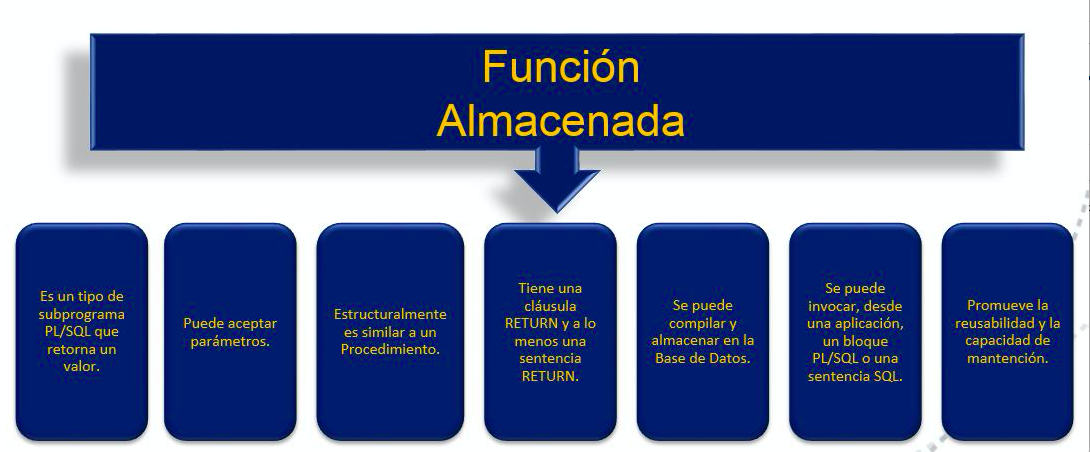 Función
Almacenada
Es un tipo de
subprograma
PL/SQL que
retorna un
valor.
Puede aceptar
parámetros.
Estructuralmente
es similar a un
Procedimiento.
Tiene una
cláusula
RETURN y a lo
menos una
sentencia
RETURN.
Se puede
compilar y
almacenar en la
Base de Datos.
Se puede
invocar, desde
una aplicación,
un bloque
PL/SQL o una
sentencia SQL.
Promueve la
reusabilidad y la
capacidad de
mantención.